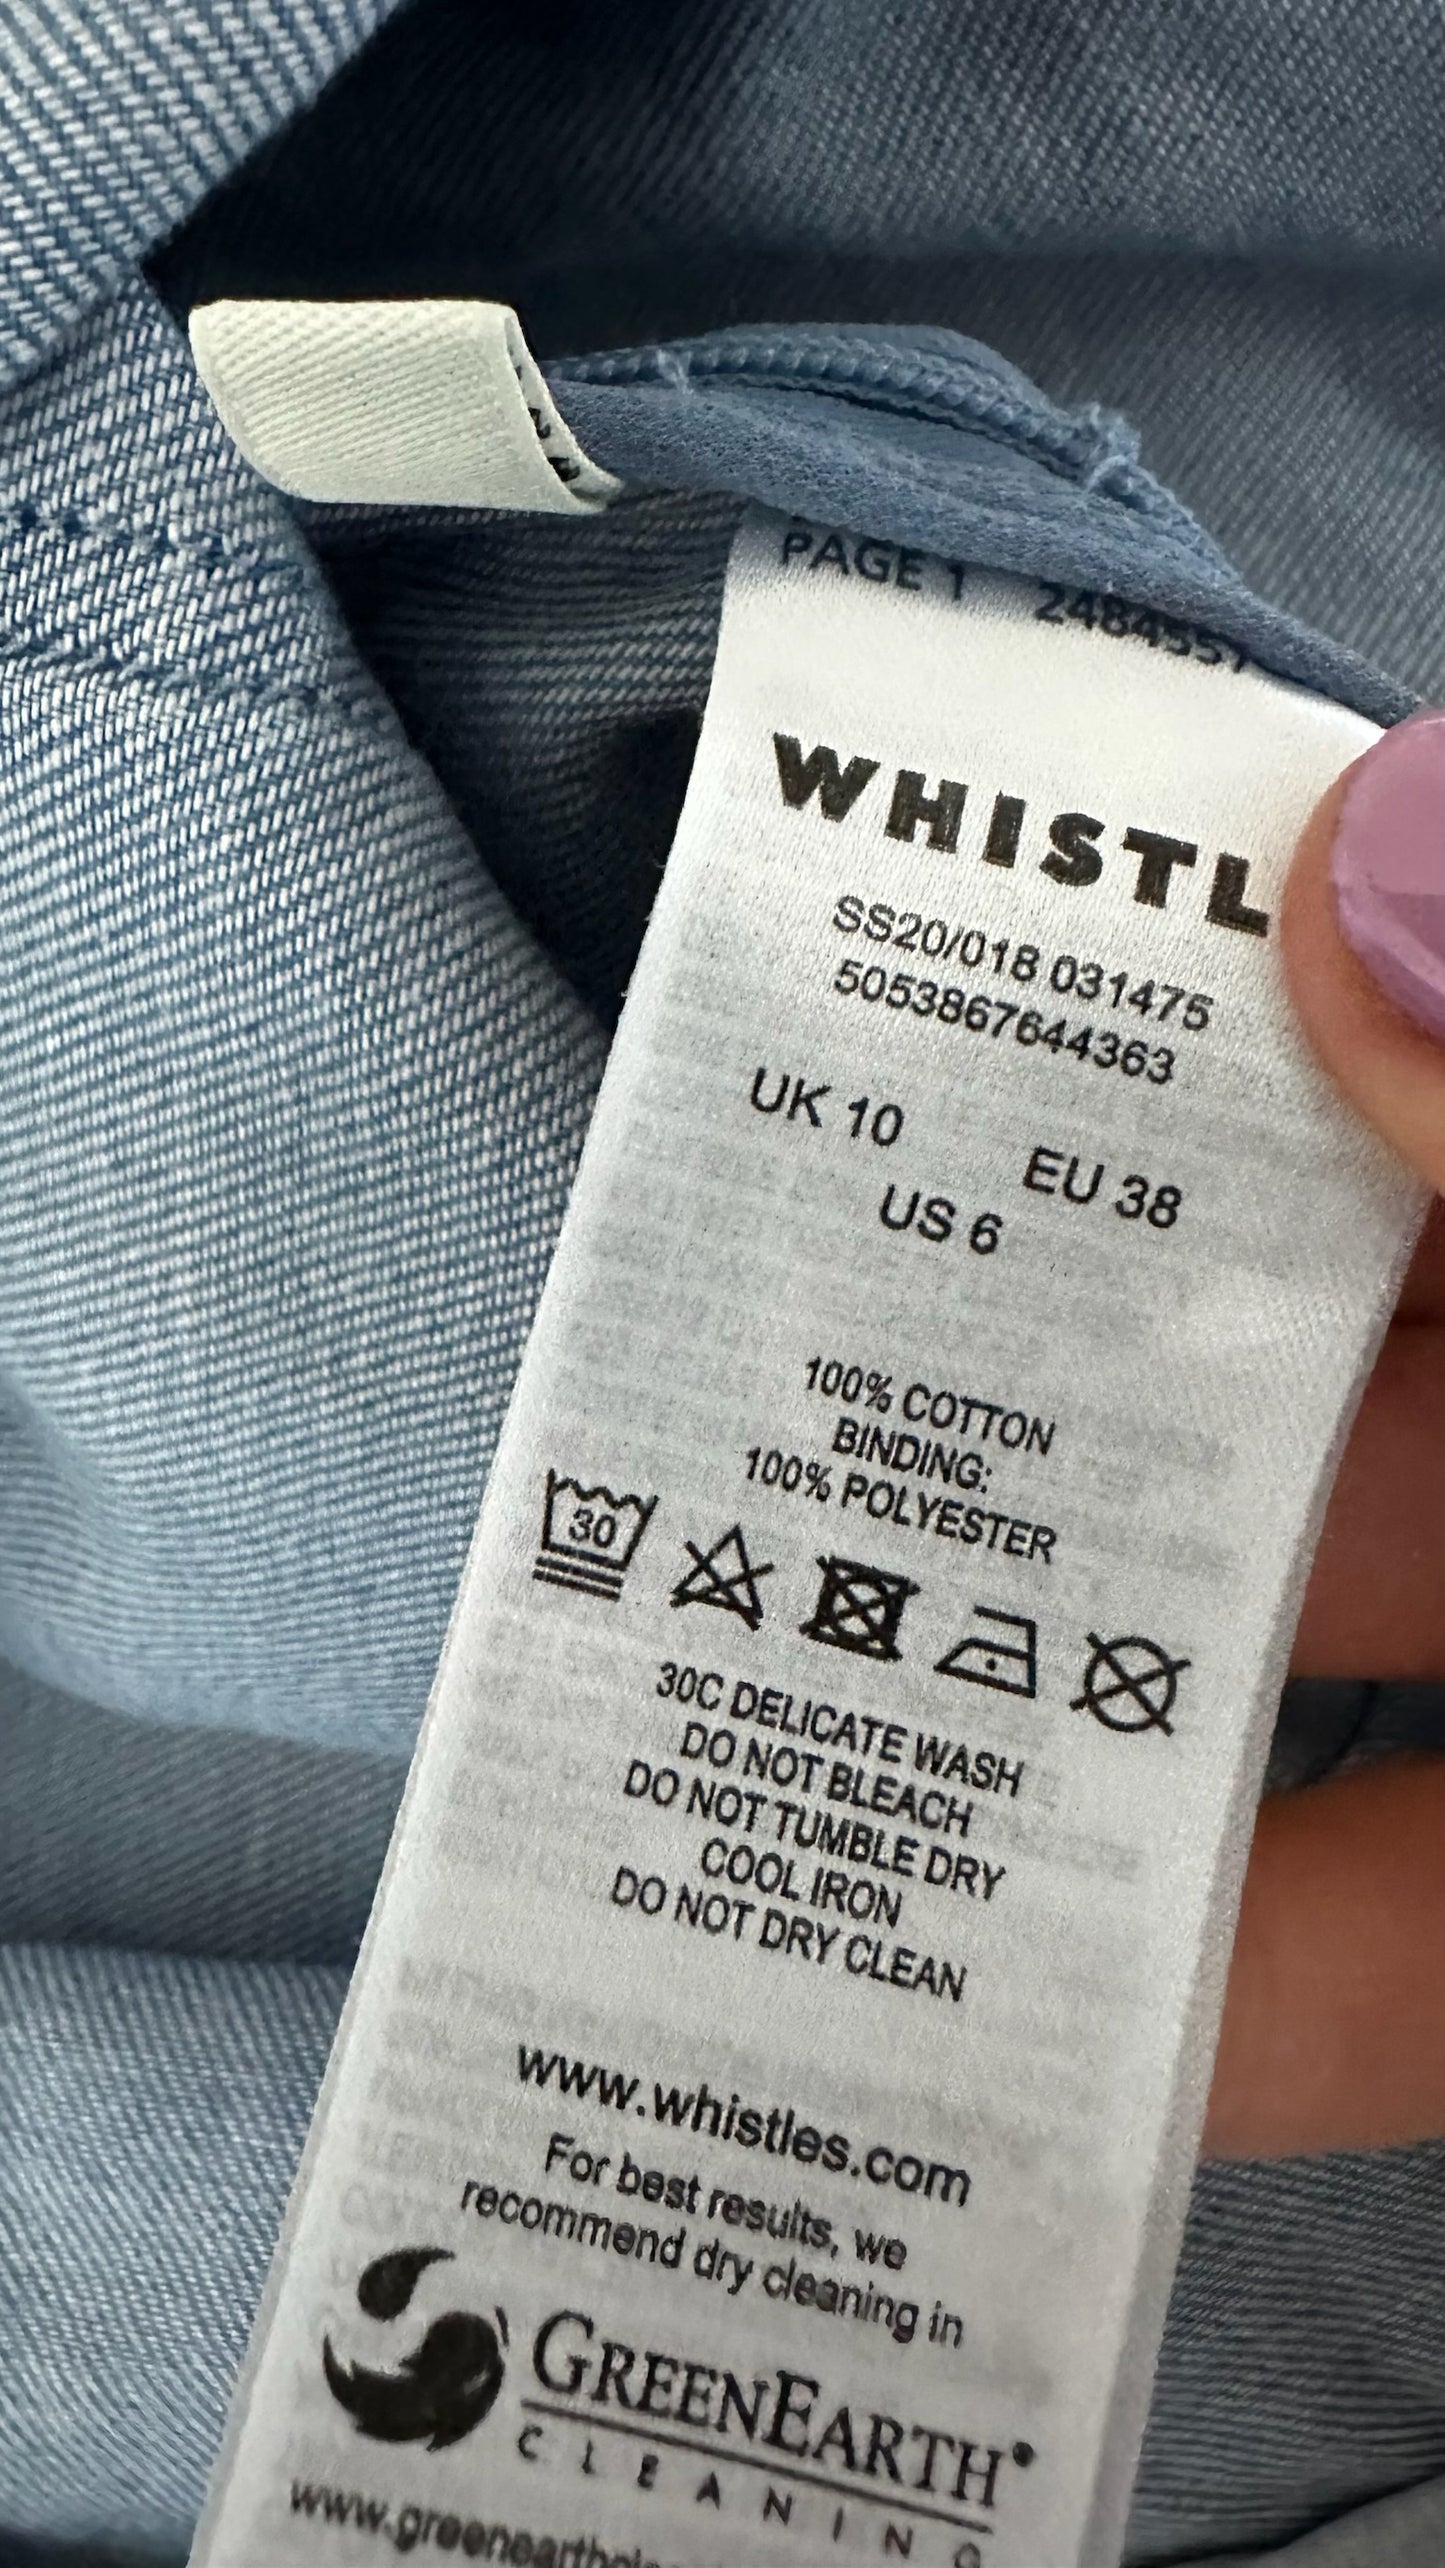 PAGE 1 2484551
WHISTL
SS20/018 031475
5053867644363
UK 10 EU 38
US 6
100% COTTON
BINDING:
100% POLYESTER
30
30C DELICATE WASH
DO NOT BLEACH
DO NOT TUMBLE DRY
COOL IRON
DO NOT DRY CLEAN
www.whistles.com
For best results, we
recommend dry cleaning in
GREENEARTH®
CLEANING